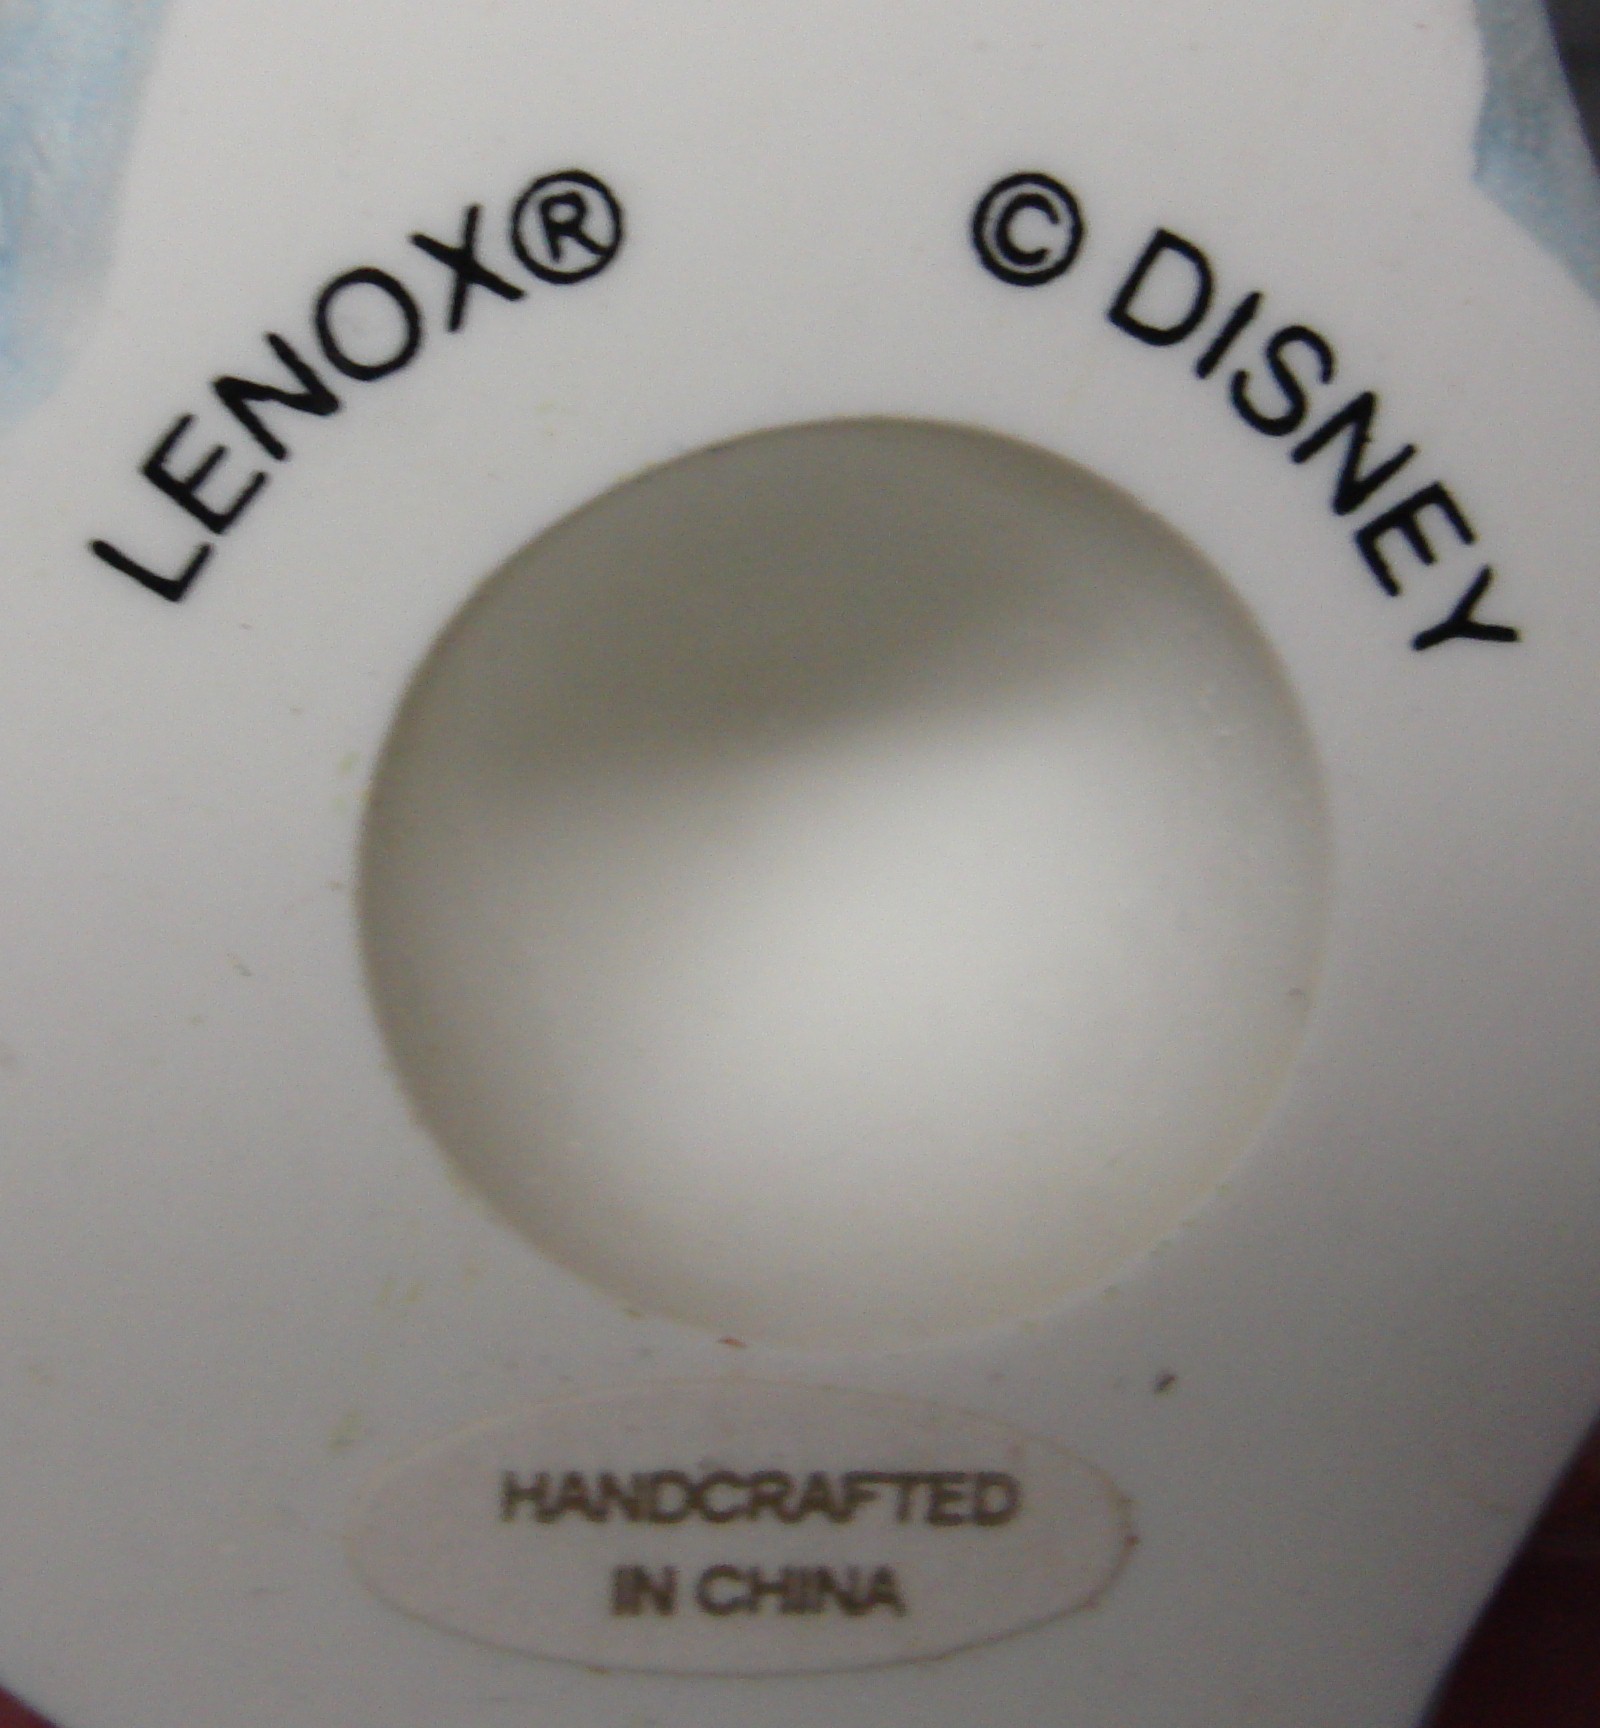 LENOX®
© DISNEY
HANDCRAFTED
IN CHINA